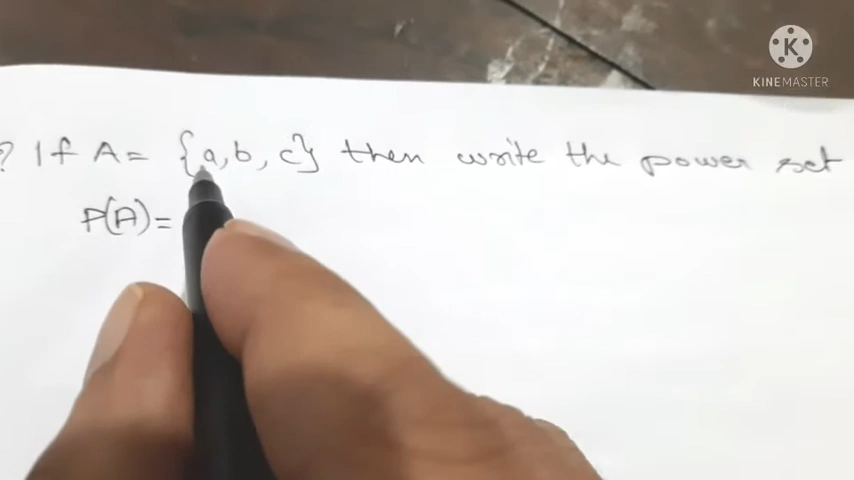 ? If A = {a, b, c} then write the power set
P(A) =
K
KINEMASTER